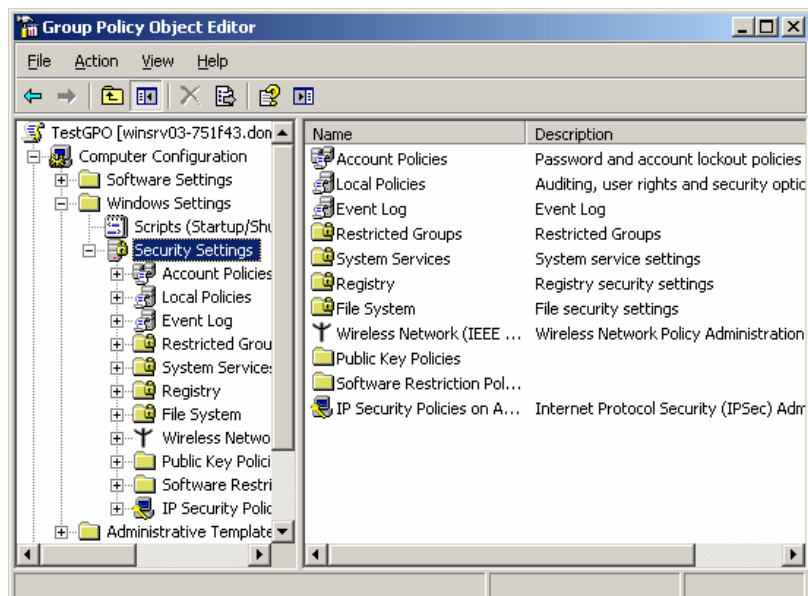 Group Policy Object Editor
File Action View Help
TestGPO [winsrv03-751f43.don
Computer Configuration
Software Settings
Windows Settings
Scripts (Startup/Shu
Security Settings
Account Policies
Local Policies
Event Log
Restricted Grou
System Services
Registry
File System
Wireless Netwo
Public Key Polici
Software Restri
IP Security Polic
Administrative Template
Name Description
Account Policies Password and account lockout policies
Local Policies Auditing, user rights and security optic
Event Log Event Log
Restricted Groups Restricted Groups
System Services System service settings
Registry Registry security settings
File System File security settings
Wireless Network (IEEE ... Wireless Network Policy Administration
Public Key Policies
Software Restriction Pol...
IP Security Policies on A... Internet Protocol Security (IPSec) Adm